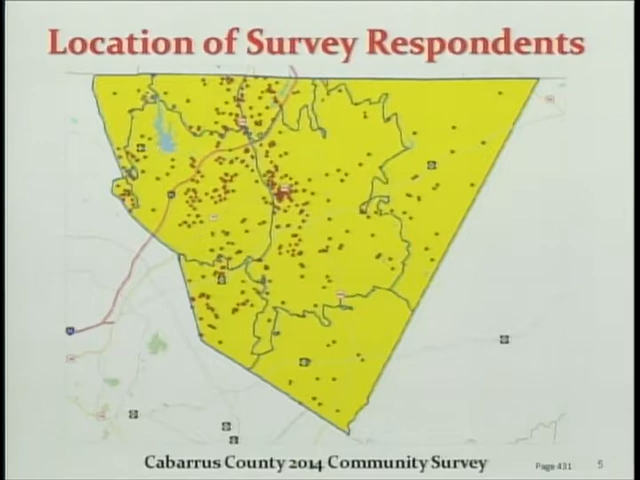 Location of Survey Respondents
Cabarrus County 2014 Community Survey
Page 431
5